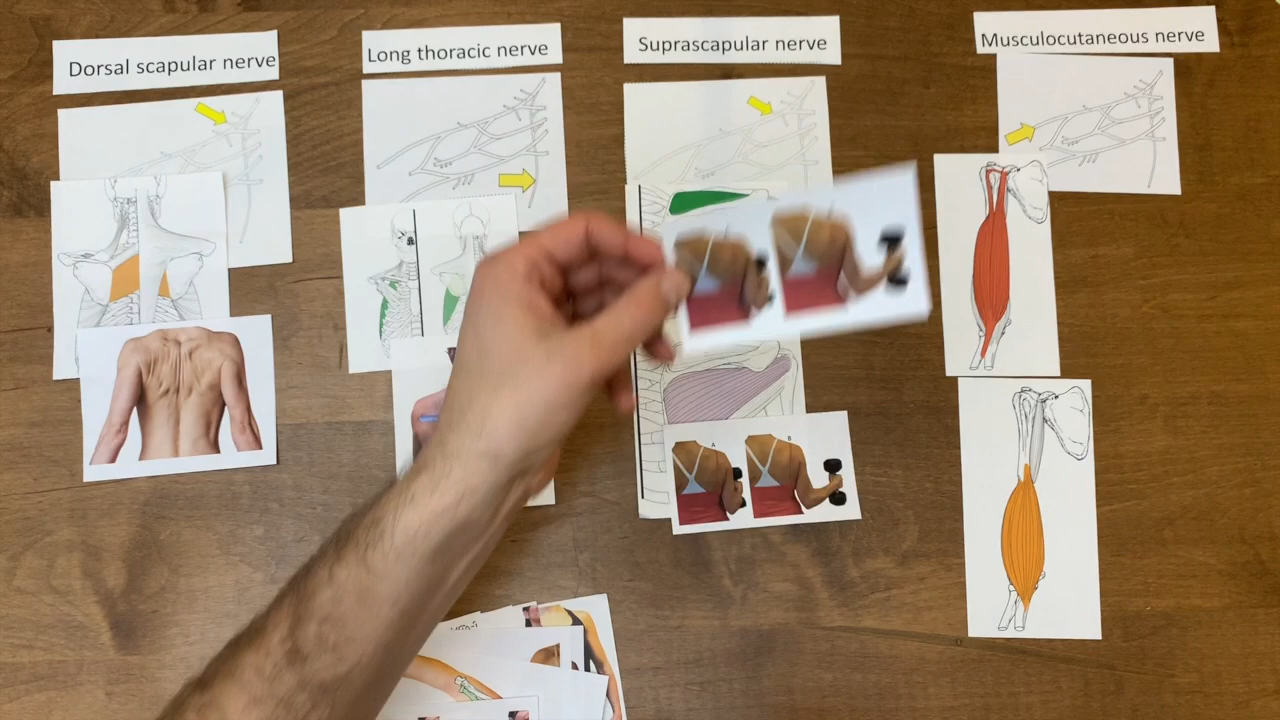 Dorsal scapular nerve
Long thoracic nerve
Suprascapular nerve
Musculocutaneous nerve
A
B